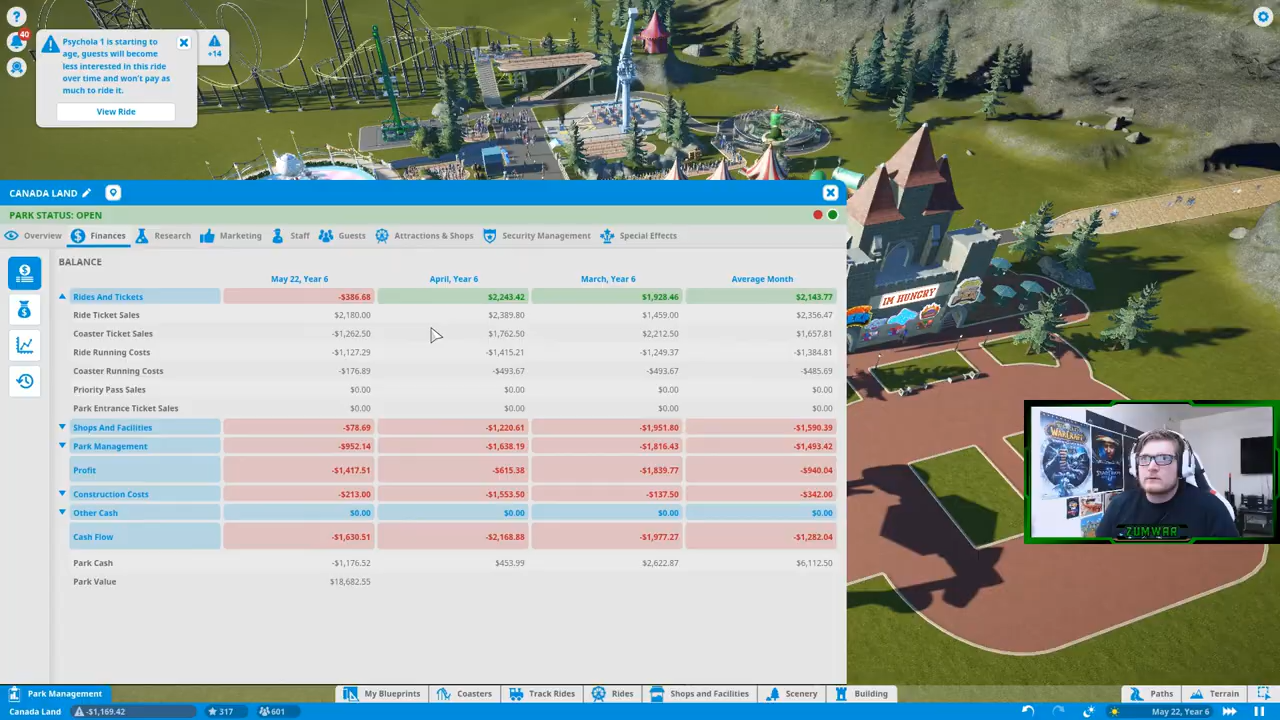 40
Psychola 1 is starting to
age, guests will become
less interested in this ride
over time and won't pay as
much to ride it.
View Ride
+14
CANADA LAND
PARK STATUS: OPEN
Overview Finances Research Marketing Staff Guests Attractions & Shops Security Management Special Effects
BALANCE
May 22, Year 6 April, Year 6 March, Year 6 Average Month
Rides And Tickets -$386.68 $2,243.42 $1,928.46 $2,143.77
Ride Ticket Sales $2,180.00 $2,389.80 $1,459.00 $2,356.47
Coaster Ticket Sales -$1,262.50 $1,762.50 $2,212.50 $1,657.81
Ride Running Costs -$1,127.29 -$1,415.21 -$1,249.37 -$1,384.81
Coaster Running Costs -$176.89 -$493.67 -$493.67 -$485.69
Priority Pass Sales $0.00 $0.00 $0.00 $0.00
Park Entrance Ticket Sales $0.00 $0.00 $0.00 $0.00
Shops And Facilities -$78.69 -$1,220.61 -$1,951.80 -$1,590.39
Park Management -$952.14 -$1,638.19 -$1,816.43 -$1,493.42
Profit -$1,417.51 -$615.38 -$1,839.77 -$940.04
Construction Costs -$213.00 -$1,553.50 -$137.50 -$342.00
Other Cash $0.00 $0.00 $0.00 $0.00
Cash Flow -$1,630.51 -$2,168.88 -$1,977.27 -$1,282.04
Park Cash -$1,176.52 $453.99 $2,622.87 $6,112.50
Park Value $18,682.55
IM HUNGRY
WARCRAFT
STARCRAFT
ZUMWAR
Park Management My Blueprints Coasters Track Rides Rides Shops and Facilities Scenery Building Paths Terrain
Canada Land -$1,169.42 317 601 May 22, Year 6